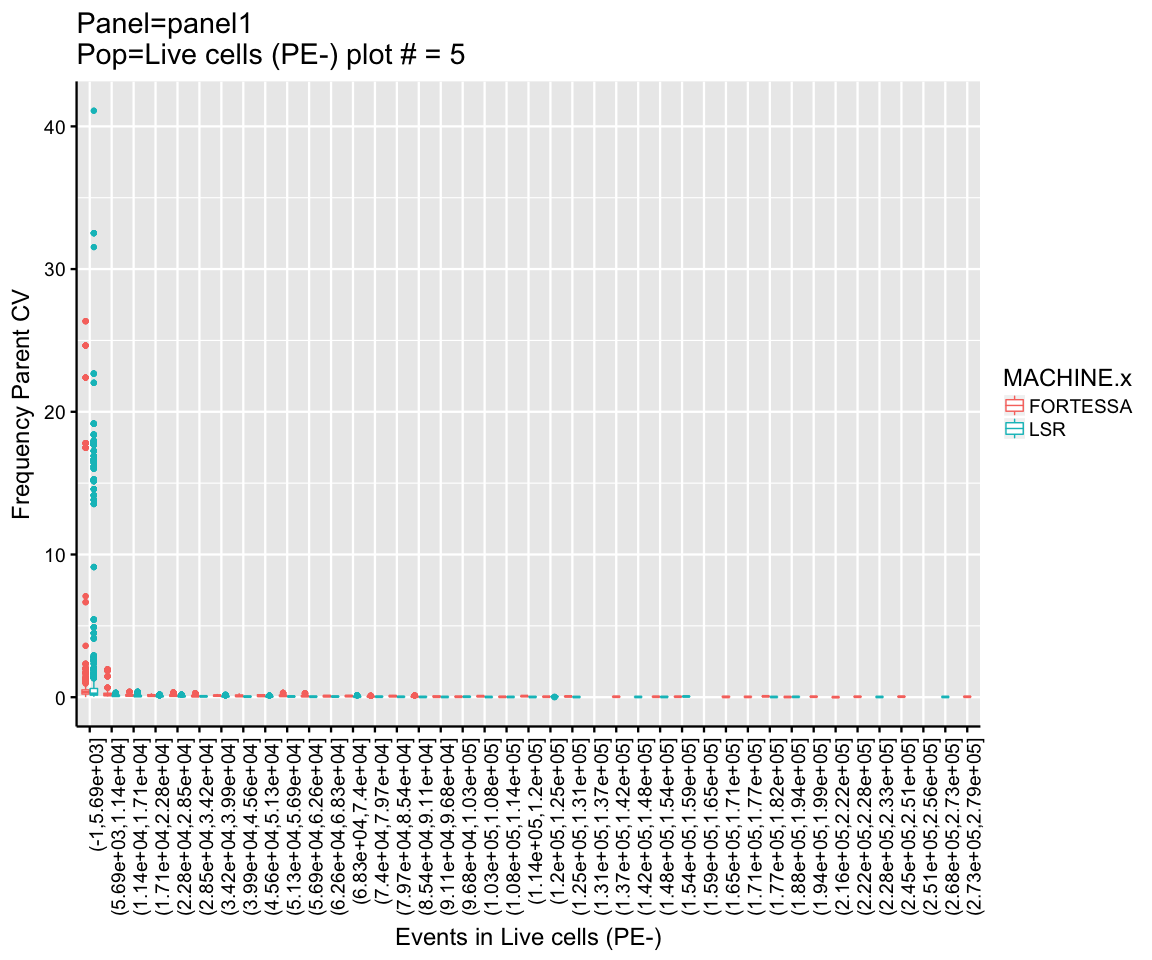 Panel=panel1
Pop=Live cells (PE-) plot # = 5
Frequency Parent CV
40
30
20
10
0
(-1,5.69e+03]
(5.69e+03,1.14e+04]
(1.14e+04,1.71e+04]
(1.71e+04,2.28e+04]
(2.28e+04,2.85e+04]
(2.85e+04,3.42e+04]
(3.42e+04,3.99e+04]
(3.99e+04,4.56e+04]
(4.56e+04,5.13e+04]
(5.13e+04,5.69e+04]
(5.69e+04,6.26e+04]
(6.26e+04,6.83e+04]
(6.83e+04,7.4e+04]
(7.4e+04,7.97e+04]
(7.97e+04,8.54e+04]
(8.54e+04,9.11e+04]
(9.11e+04,9.68e+04]
(9.68e+04,1.03e+05]
(1.03e+05,1.08e+05]
(1.08e+05,1.14e+05]
(1.14e+05,1.2e+05]
(1.2e+05,1.25e+05]
(1.25e+05,1.31e+05]
(1.31e+05,1.37e+05]
(1.37e+05,1.42e+05]
(1.42e+05,1.48e+05]
(1.48e+05,1.54e+05]
(1.54e+05,1.59e+05]
(1.59e+05,1.65e+05]
(1.65e+05,1.71e+05]
(1.71e+05,1.77e+05]
(1.77e+05,1.82e+05]
(1.88e+05,1.94e+05]
(1.94e+05,1.99e+05]
(2.16e+05,2.22e+05]
(2.22e+05,2.28e+05]
(2.28e+05,2.33e+05]
(2.45e+05,2.51e+05]
(2.51e+05,2.56e+05]
(2.68e+05,2.73e+05]
(2.73e+05,2.79e+05]
Events in Live cells (PE-)
MACHINE.x
FORTESSA
LSR